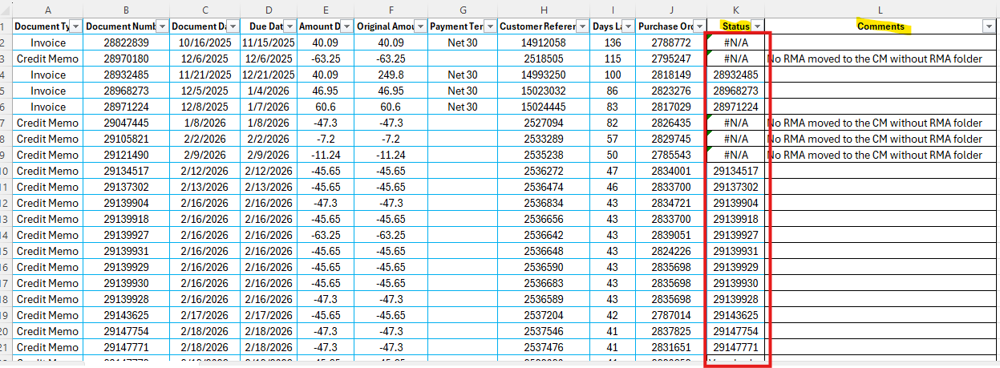 A B C D E F G H I J K L
1 Document Ty Document Numb Document Da Due Dat Amount D Original Amou Payment Ter Customer Referer Days La Purchase Ord Status Comments
2 Invoice 28822839 10/16/2025 11/15/2025 40.09 40.09 Net 30 14912058 136 2788772 #N/A
3 Credit Memo 28970180 12/6/2025 12/6/2025 -63.25 -63.25 2518505 115 2795247 #N/A No RMA moved to the CM without RMA folder
4 Invoice 28932485 11/21/2025 12/21/2025 40.09 249.8 Net 30 14993250 100 2818149 28932485
5 Invoice 28968273 12/5/2025 1/4/2026 46.95 46.95 Net 30 15023032 86 2823276 28968273
6 Invoice 28971224 12/8/2025 1/7/2026 60.6 60.6 Net 30 15024445 83 2817029 28971224
7 Credit Memo 29047445 1/8/2026 1/8/2026 -47.3 -47.3 2527094 82 2826435 #N/A No RMA moved to the CM without RMA folder
8 Credit Memo 29105821 2/2/2026 2/2/2026 -7.2 -7.2 2533289 57 2829745 #N/A No RMA moved to the CM without RMA folder
9 Credit Memo 29121490 2/9/2026 2/9/2026 -11.24 -11.24 2535238 50 2785543 #N/A No RMA moved to the CM without RMA folder
10 Credit Memo 29134517 2/12/2026 2/12/2026 -45.65 -45.65 2536272 47 2834001 29134517
11 Credit Memo 29137302 2/13/2026 2/13/2026 -45.65 -45.65 2536474 46 2833700 29137302
12 Credit Memo 29139904 2/16/2026 2/16/2026 -47.3 -47.3 2536834 43 2834721 29139904
13 Credit Memo 29139918 2/16/2026 2/16/2026 -45.65 -45.65 2536656 43 2833700 29139918
14 Credit Memo 29139927 2/16/2026 2/16/2026 -63.25 -63.25 2536642 43 2839051 29139927
15 Credit Memo 29139931 2/16/2026 2/16/2026 -45.65 -45.65 2536648 43 2824226 29139931
16 Credit Memo 29139929 2/16/2026 2/16/2026 -45.65 -45.65 2536590 43 2835698 29139929
17 Credit Memo 29139930 2/16/2026 2/16/2026 -45.65 -45.65 2536683 43 2835698 29139930
18 Credit Memo 29139928 2/16/2026 2/16/2026 -47.3 -47.3 2536589 43 2835698 29139928
19 Credit Memo 29143625 2/17/2026 2/17/2026 -45.65 -45.65 2537204 42 2787014 29143625
20 Credit Memo 29147754 2/18/2026 2/18/2026 -47.3 -47.3 2537546 41 2837825 29147754
21 Credit Memo 29147771 2/18/2026 2/18/2026 -47.3 -47.3 2537476 41 2831651 29147771